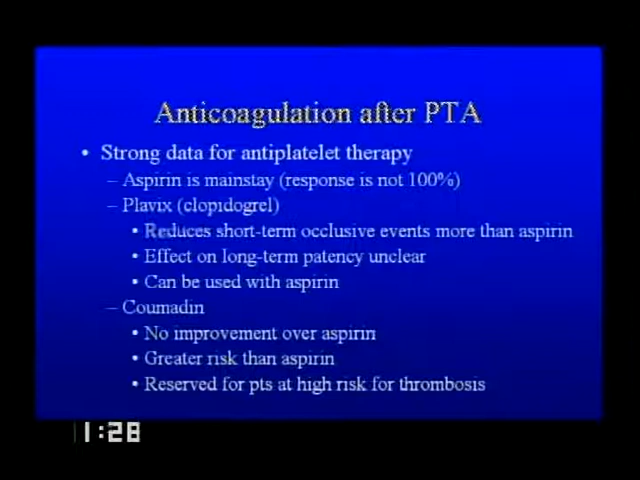 Anticoagulation after PTA
• Strong data for antiplatelet therapy
– Aspirin is mainstay (response is not 100%)
– Plavix (clopidogrel)
• Reduces short-term occlusive events more than aspirin
• Effect on long-term patency unclear
• Can be used with aspirin
– Coumadin
• No improvement over aspirin
• Greater risk than aspirin
• Reserved for pts at high risk for thrombosis
1:28